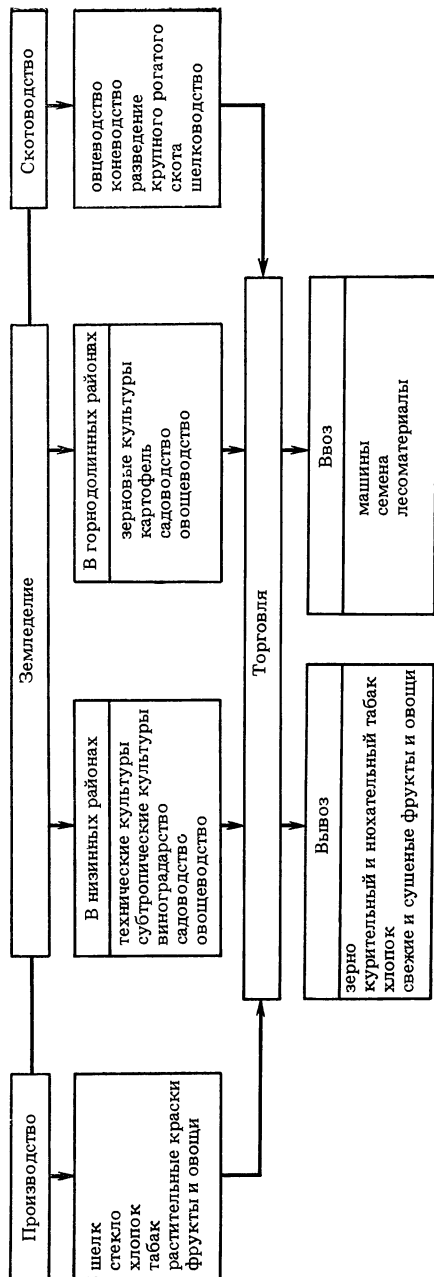 Производство
Земледелие
Скотоводство
шелк
стекло
хлопок
табак
растительные краски
фрукты и овощи
В низинных районах
технические культуры
субтропические культуры
виноградарство
садоводство
овощеводство
В горнодолинных районах
зерновые культуры
картофель
садоводство
овощеводство
овцеводство
коневодство
разведение
крупного рогатого
скота
шелководство
Торговля
Вывоз
зерно
курительный и нюхательный табак
хлопок
свежие и сушеные фрукты и овощи
Ввоз
машины
семена
лесоматериалы